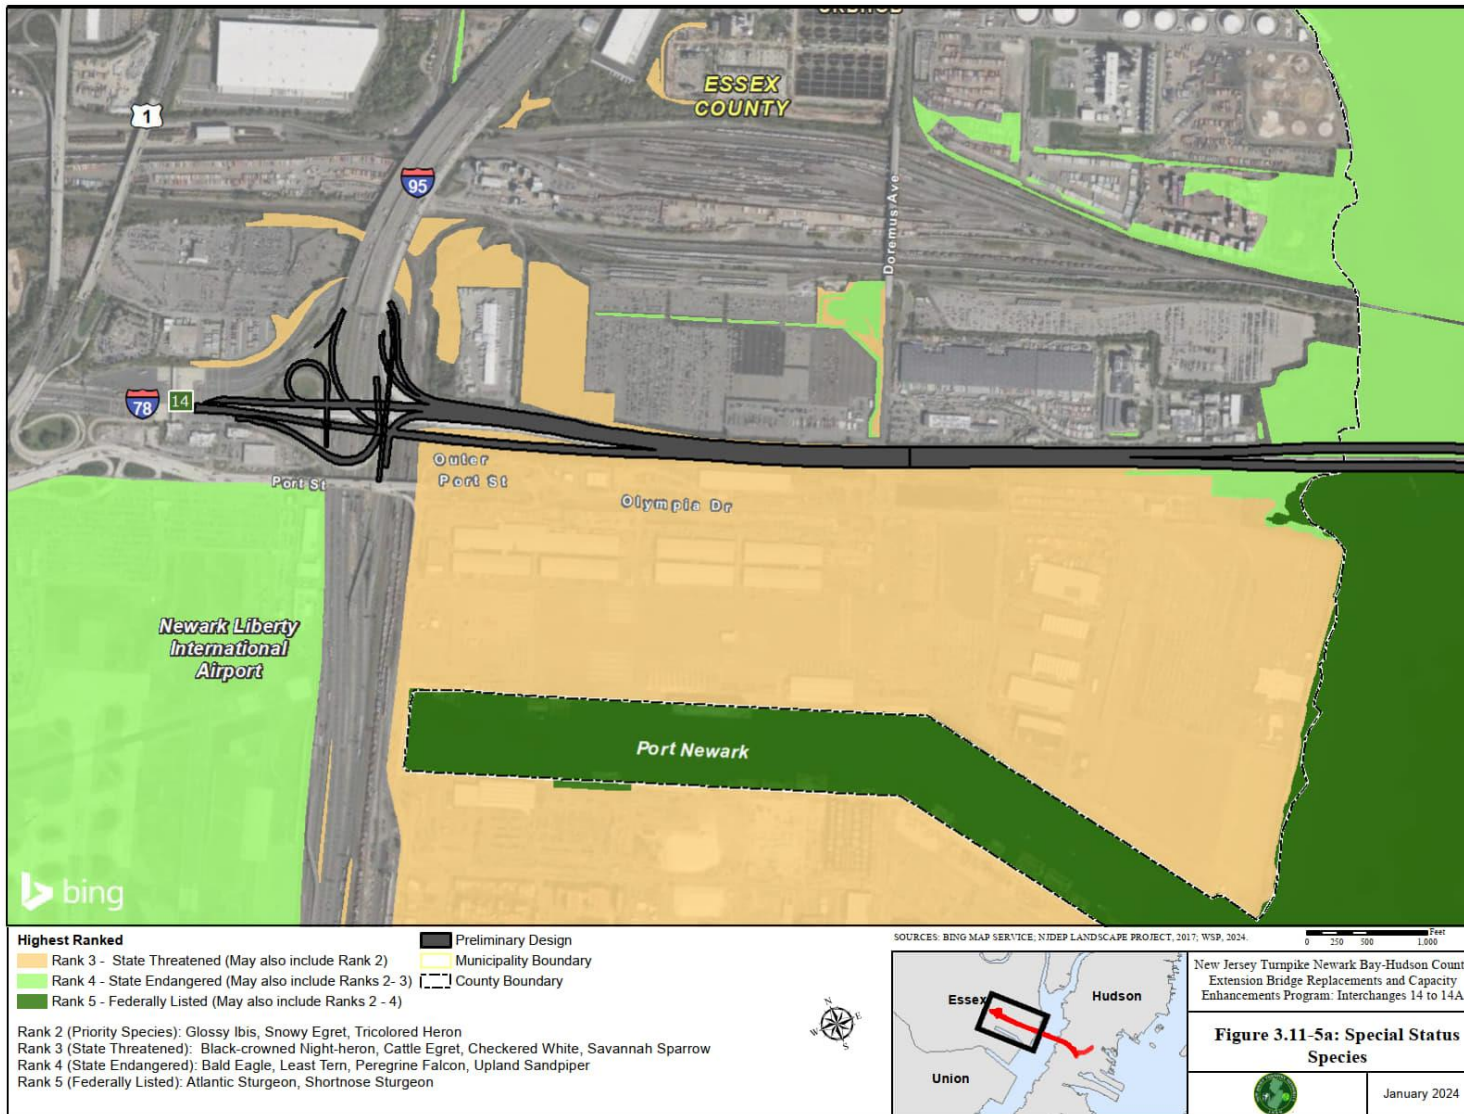 ESSEX
COUNTY
1
95
Doremus Ave
78
14
Outer
Port St
Port St
Olympia Dr
Newark Liberty
International
Airport
Port Newark
bing
Highest Ranked
Rank 3 - State Threatened (May also include Rank 2)
Rank 4 - State Endangered (May also include Ranks 2- 3)
Rank 5 - Federally Listed (May also include Ranks 2 - 4)
Preliminary Design
Municipality Boundary
County Boundary
Rank 2 (Priority Species): Glossy Ibis, Snowy Egret, Tricolored Heron
Rank 3 (State Threatened): Black-crowned Night-heron, Cattle Egret, Checkered White, Savannah Sparrow
Rank 4 (State Endangered): Bald Eagle, Least Tern, Peregrine Falcon, Upland Sandpiper
Rank 5 (Federally Listed): Atlantic Sturgeon, Shortnose Sturgeon
N
W E
S
SOURCES: BING MAP SERVICE; NJDEP LANDSCAPE PROJECT, 2017; WSP, 2024.
Feet
0 250 500 1,000
Essex
Hudson
Union
New Jersey Turnpike Newark Bay-Hudson Count
Extension Bridge Replacements and Capacity
Enhancements Program: Interchanges 14 to 14A
Figure 3.11-5a: Special Status
Species
January 2024